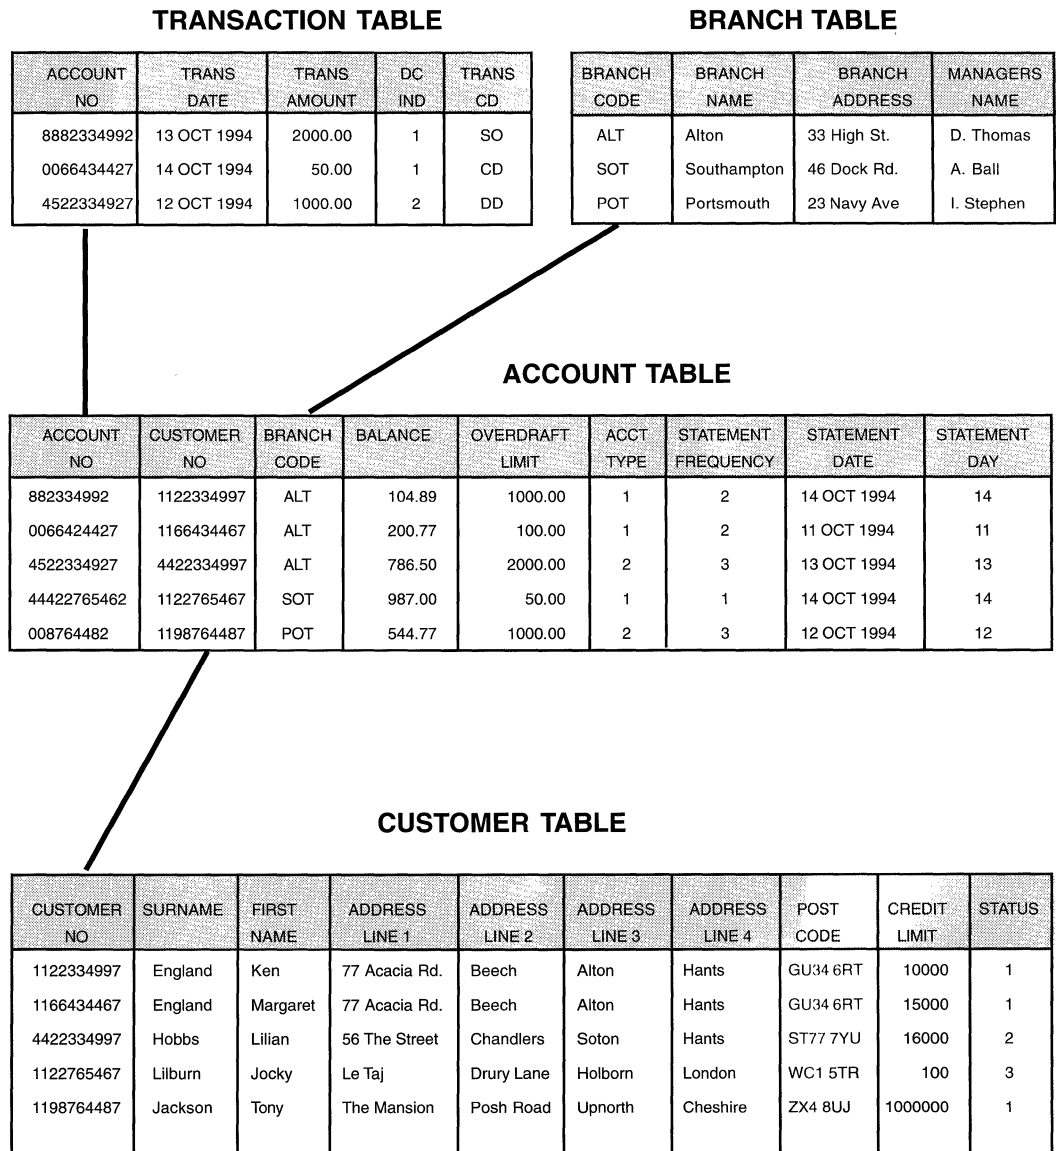 TRANSACTION TABLE
ACCOUNT NO TRANS DATE TRANS AMOUNT DC IND TRANS CD
8882334992 13 OCT 1994 2000.00 1 SO
0066434427 14 OCT 1994 50.00 1 CD
4522334927 12 OCT 1994 1000.00 2 DD
BRANCH TABLE
BRANCH CODE BRANCH NAME BRANCH ADDRESS MANAGERS NAME
ALT Alton 33 High St. D. Thomas
SOT Southampton 46 Dock Rd. A. Ball
POT Portsmouth 23 Navy Ave I. Stephen
ACCOUNT TABLE
ACCOUNT NO CUSTOMER NO BRANCH CODE BALANCE OVERDRAFT LIMIT ACCT TYPE STATEMENT FREQUENCY STATEMENT DATE STATEMENT DAY
882334992 1122334997 ALT 104.89 1000.00 1 2 14 OCT 1994 14
0066424427 1166434467 ALT 200.77 100.00 1 2 11 OCT 1994 11
4522334927 4422334997 ALT 786.50 2000.00 2 3 13 OCT 1994 13
44422765462 1122765467 SOT 987.00 50.00 1 1 14 OCT 1994 14
008764482 1198764487 POT 544.77 1000.00 2 3 12 OCT 1994 12
CUSTOMER TABLE
CUSTOMER NO SURNAME FIRST NAME ADDRESS LINE 1 ADDRESS LINE 2 ADDRESS LINE 3 ADDRESS LINE 4 POST CODE CREDIT LIMIT STATUS
1122334997 England Ken 77 Acacia Rd. Beech Alton Hants GU34 6RT 10000 1
1166434467 England Margaret 77 Acacia Rd. Beech Alton Hants GU34 6RT 15000 1
4422334997 Hobbs Lilian 56 The Street Chandlers Soton Hants ST77 7YU 16000 2
1122765467 Lilburn Jocky Le Taj Drury Lane Holborn London WC1 5TR 100 3
1198764487 Jackson Tony The Mansion Posh Road Upnorth Cheshire ZX4 8UJ 1000000 1